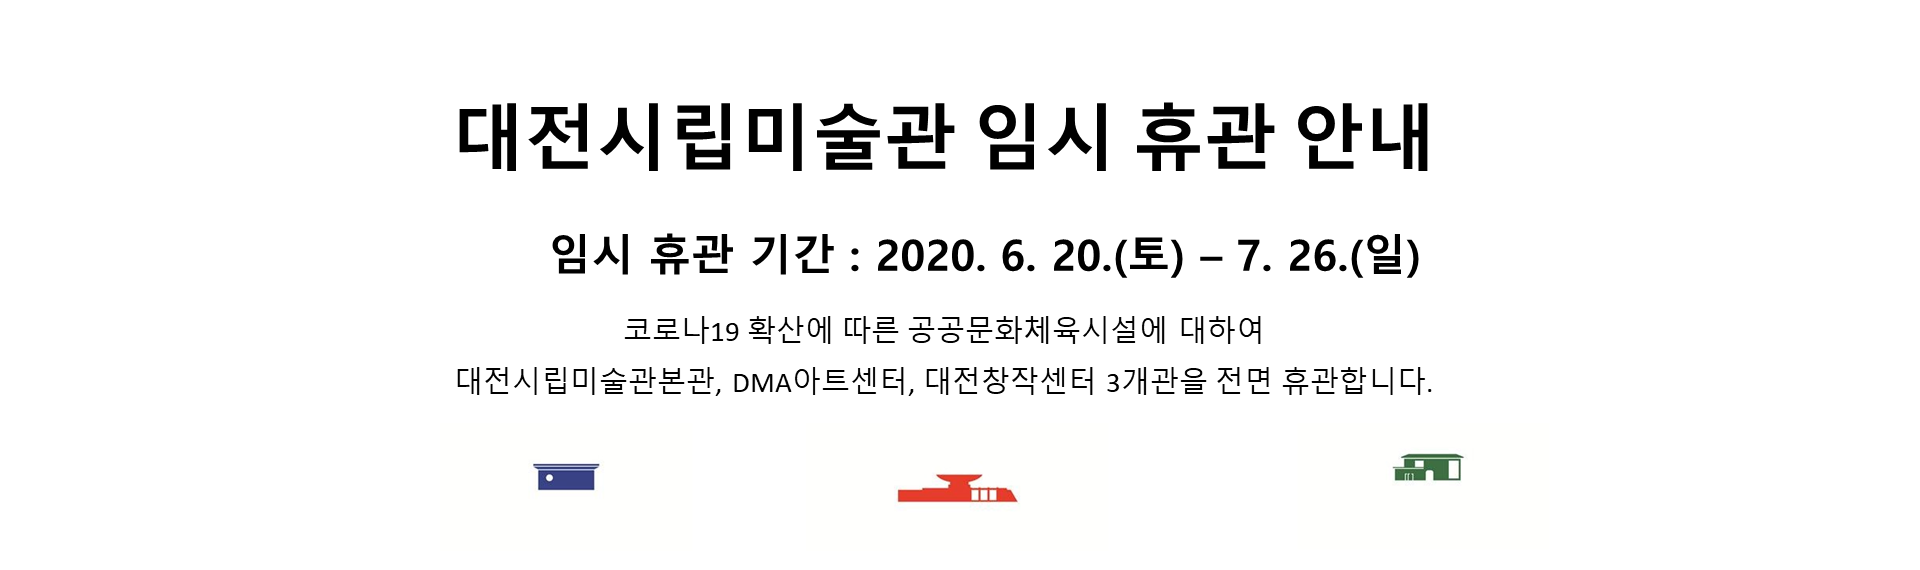 대전시립미술관 임시 휴관 안내
임시 휴관 기간 : 2020. 6. 20.(토) – 7. 26.(일)
코로나19 확산에 따른 공공문화체육시설에 대하여
대전시립미술관본관, DMA아트센터, 대전창작센터 3개관을 전면 휴관합니다.